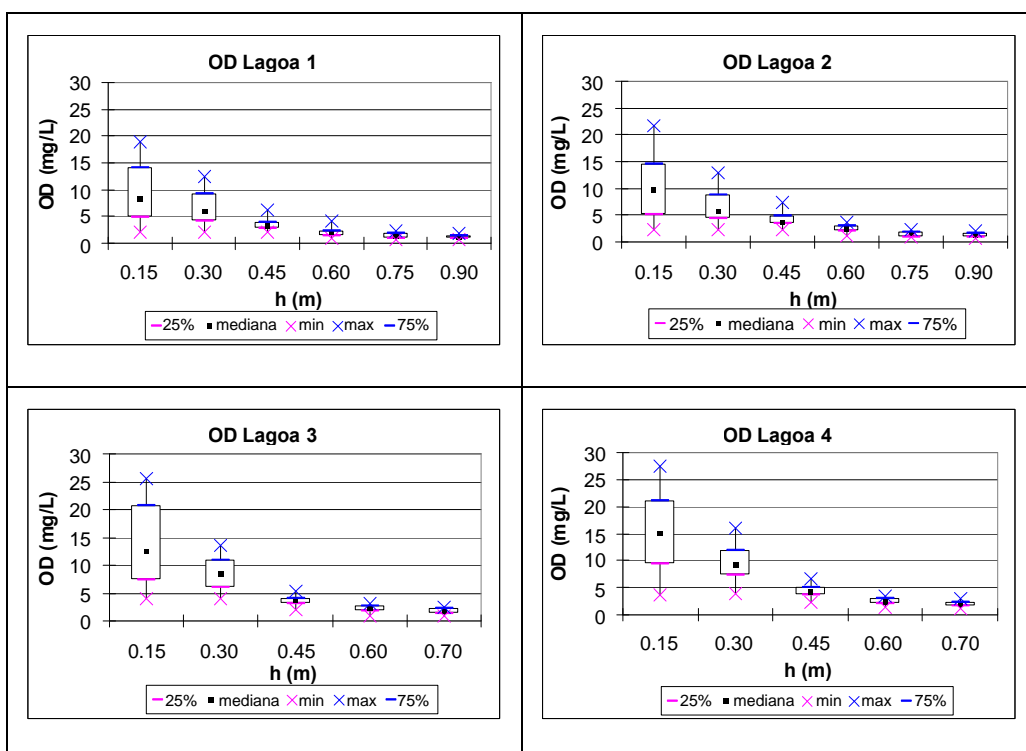 OD Lagoa 1
OD (mg/L)
30
25
20
15
10
5
0
0.15 0.30 0.45 0.60 0.75 0.90
h (m)
25% mediana min max 75%
OD Lagoa 2
OD (mg/L)
30
25
20
15
10
5
0
0.15 0.30 0.45 0.60 0.75 0.90
h (m)
25% mediana min max 75%
OD Lagoa 3
OD (mg/L)
30
25
20
15
10
5
0
0.15 0.30 0.45 0.60 0.70
h (m)
25% mediana min max 75%
OD Lagoa 4
OD (mg/L)
30
25
20
15
10
5
0
0.15 0.30 0.45 0.60 0.70
h (m)
25% mediana min max 75%